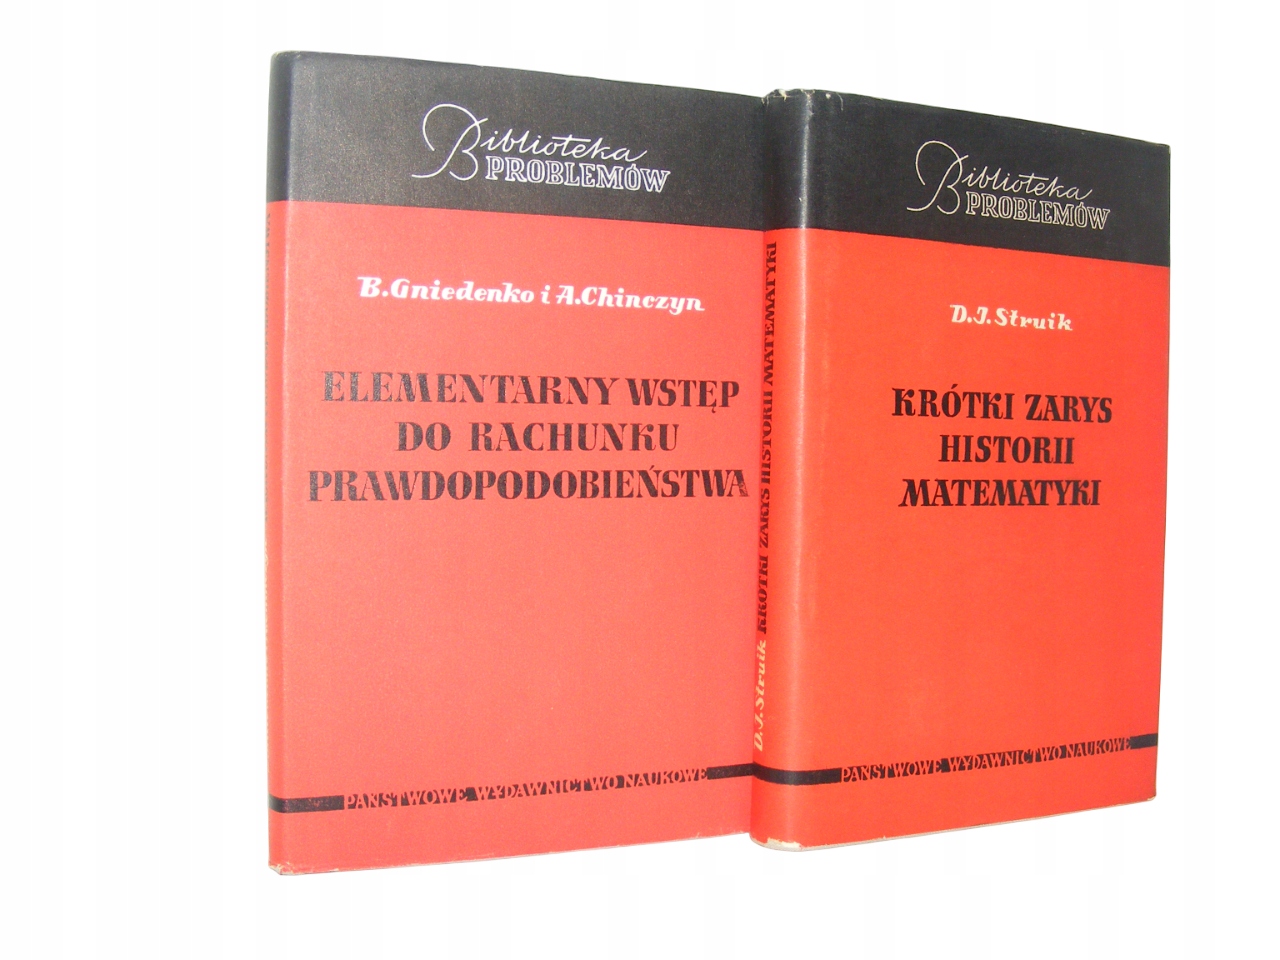 Biblioteka
PROBLEMÓW
B. Gniedenko i A. Chinczyn
ELEMENTARNY WSTĘP
DO RACHUNKU
PRAWDOPODOBIEŃSTWA
PAŃSTWOWE WYDAWNICTWO NAUKOWE
D.J. Struik KRÓTKI ZARYS HISTORII MATEMATYKI
Biblioteka
PROBLEMÓW
D.J. Struik
KRÓTKI ZARYS
HISTORII
MATEMATYKI
PAŃSTWOWE WYDAWNICTWO NAUKOWE